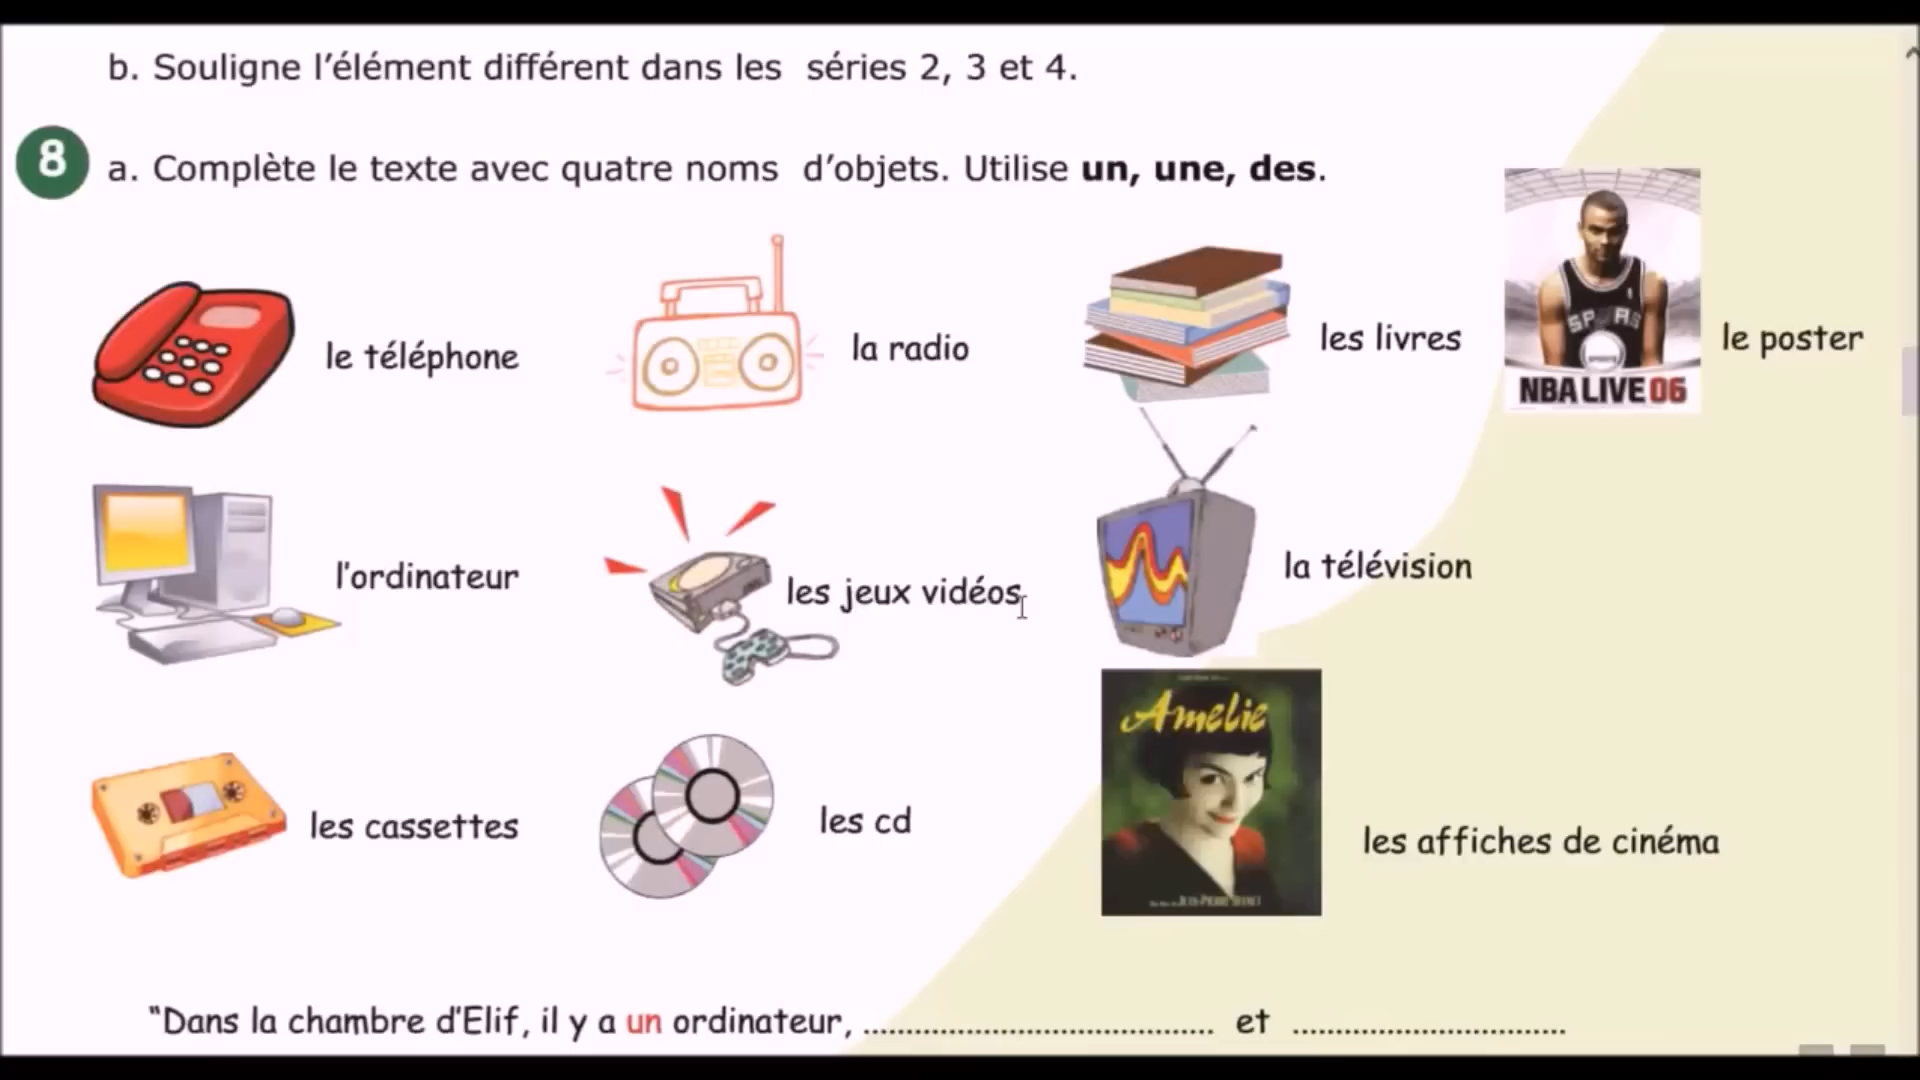 b. Souligne l'élément différent dans les séries 2, 3 et 4.
8 a. Complète le texte avec quatre noms d'objets. Utilise un, une, des.
le téléphone
la radio
les livres
SPURS
NBA LIVE 06
le poster
l'ordinateur
les jeux vidéos
la télévision
les cassettes
les cd
Amelie
les affiches de cinéma
"Dans la chambre d'Elif, il y a un ordinateur, .................................... et ............................